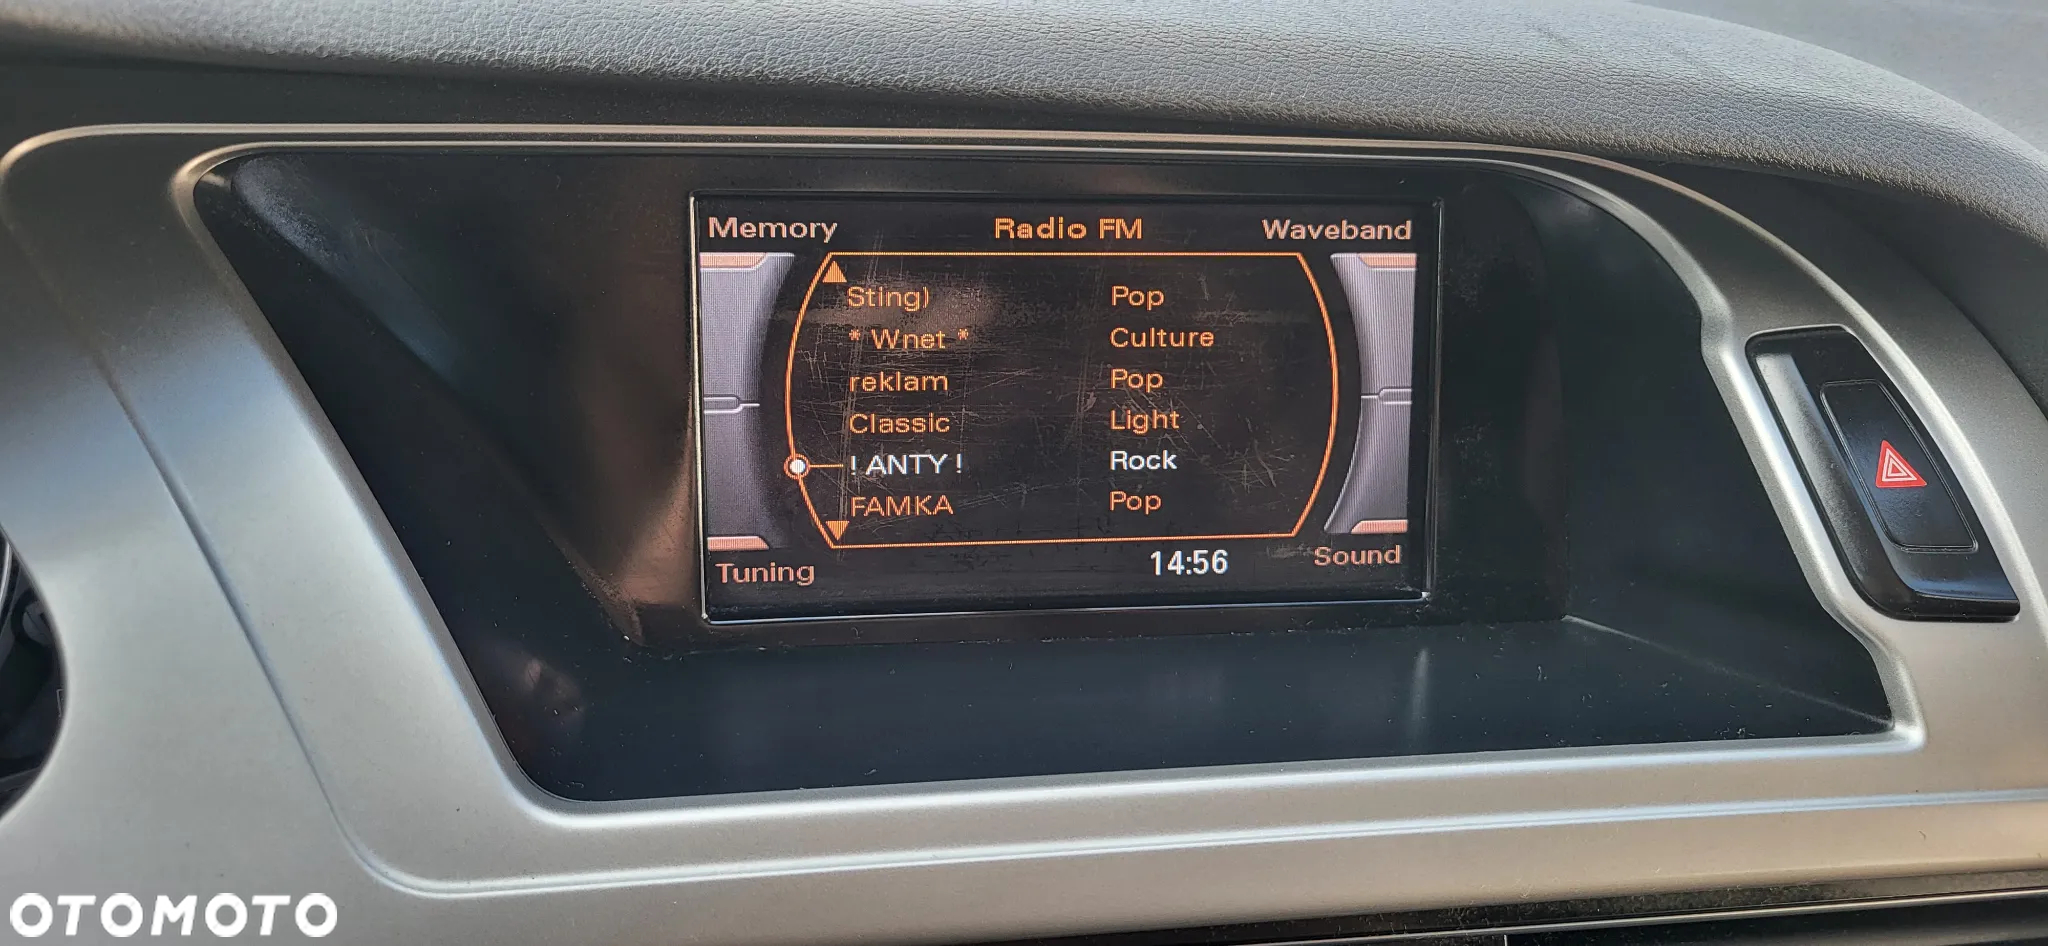 Memory Radio FM Waveband
Sting) Pop
* Wnet * Culture
reklam Pop
Classic Light
! ANTY ! Rock
FAMKA Pop
Tuning 14:56 Sound
OTOMOTO